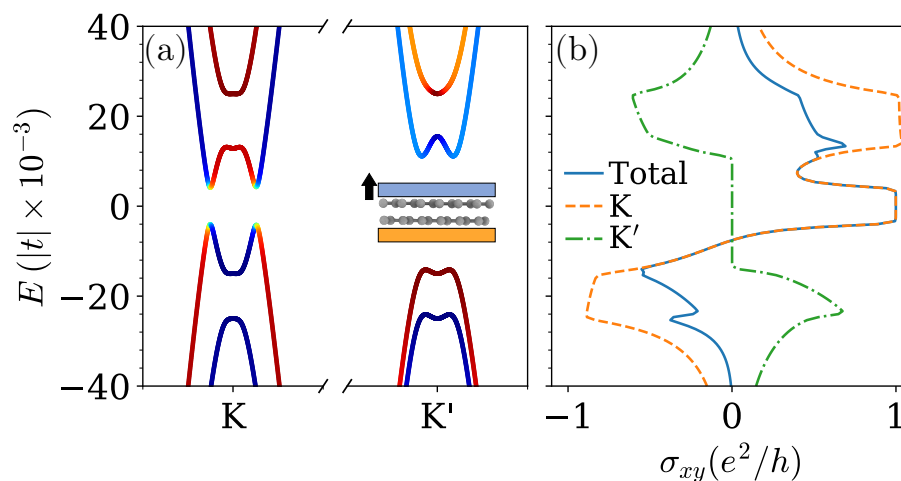 (a)
(b)
E (|t| × 10⁻³)
40
20
0
−20
−40
K
K'
Total
K
K′
−1
0
1
σxy(e²/h)